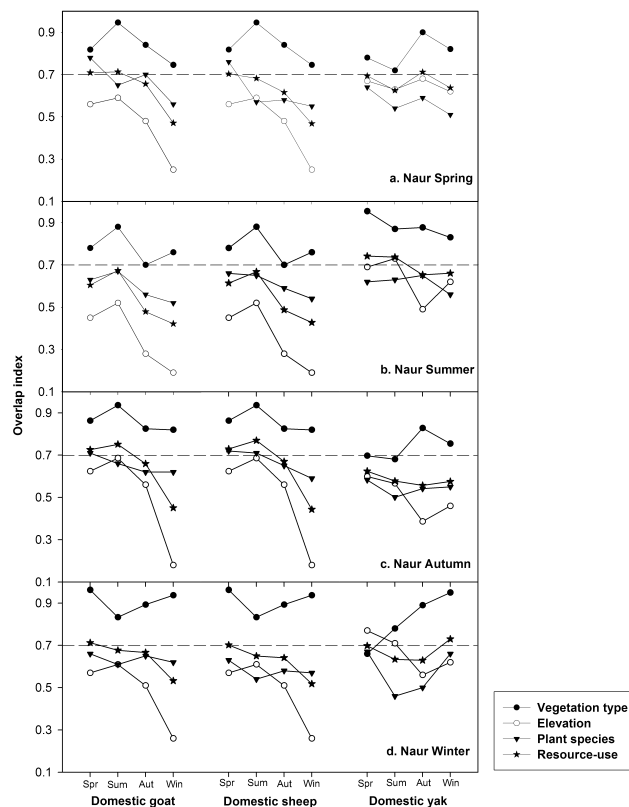 0.9
0.7
0.5
0.3
a. Naur Spring
0.1
0.9
0.7
0.5
0.3
b. Naur Summer
0.1
Overlap index
0.9
0.7
0.5
0.3
c. Naur Autumn
0.1
0.9
0.7
0.5
0.3
d. Naur Winter
0.1
Spr Sum Aut Win Spr Sum Aut Win Spr Sum Aut Win
Domestic goat Domestic sheep Domestic yak
Vegetation type
Elevation
Plant species
Resource-use